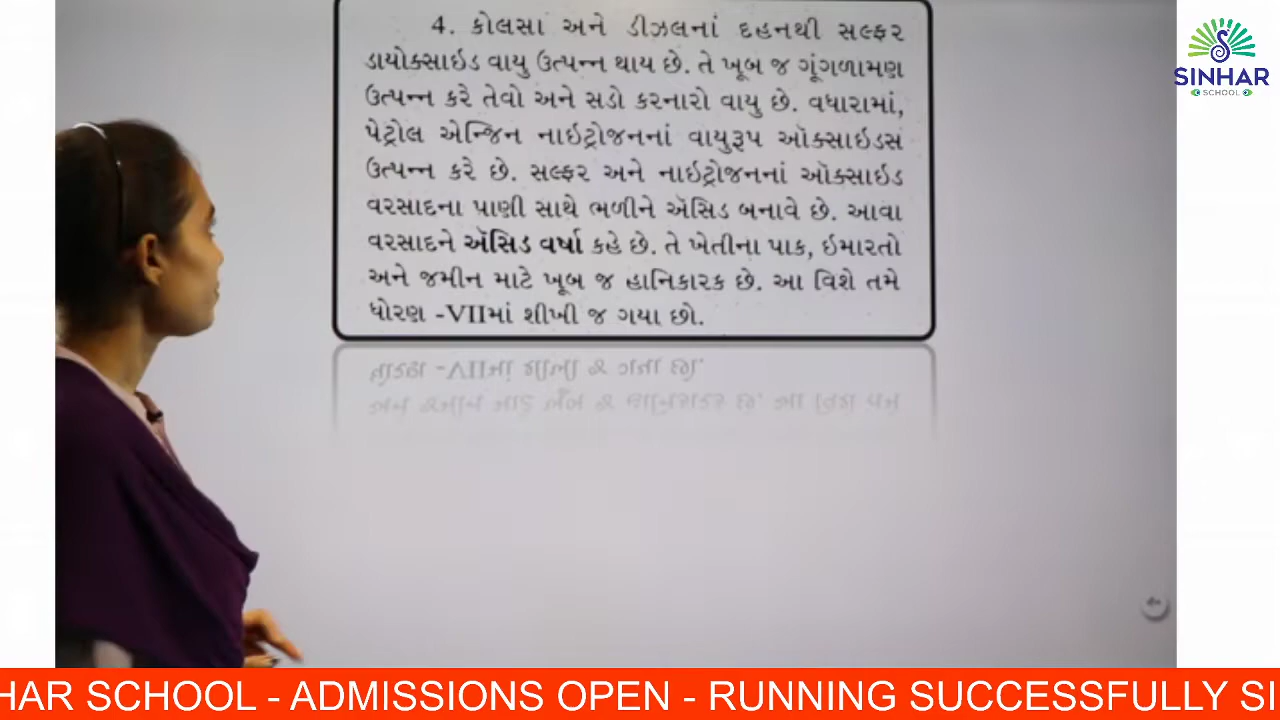 4. કોલસા અને ડીઝલનાં દહનથી સલ્ફર
ડાયોક્સાઇડ વાયુ ઉત્પન્ન થાય છે. તે ખૂબ જ ગૂંગળામણ
ઉત્પન્ન કરે તેવો અને સડો કરનારો વાયુ છે. વધારામાં,
પેટ્રોલ એન્જિન નાઇટ્રોજનનાં વાયુરૂપ ઑક્સાઇડસ
ઉત્પન્ન કરે છે. સલ્ફર અને નાઇટ્રોજનનાં ઑક્સાઇડ
વરસાદના પાણી સાથે ભળીને ઍસિડ બનાવે છે. આવા
વરસાદને ઍસિડ વર્ષા કહે છે. તે ખેતીના પાક, ઇમારતો
અને જમીન માટે ખૂબ જ હાનિકારક છે. આ વિશે તમે
ધોરણ -VIIમાં શીખી જ ગયા છો.
SINHAR
SCHOOL
HAR SCHOOL - ADMISSIONS OPEN - RUNNING SUCCESSFULLY SI